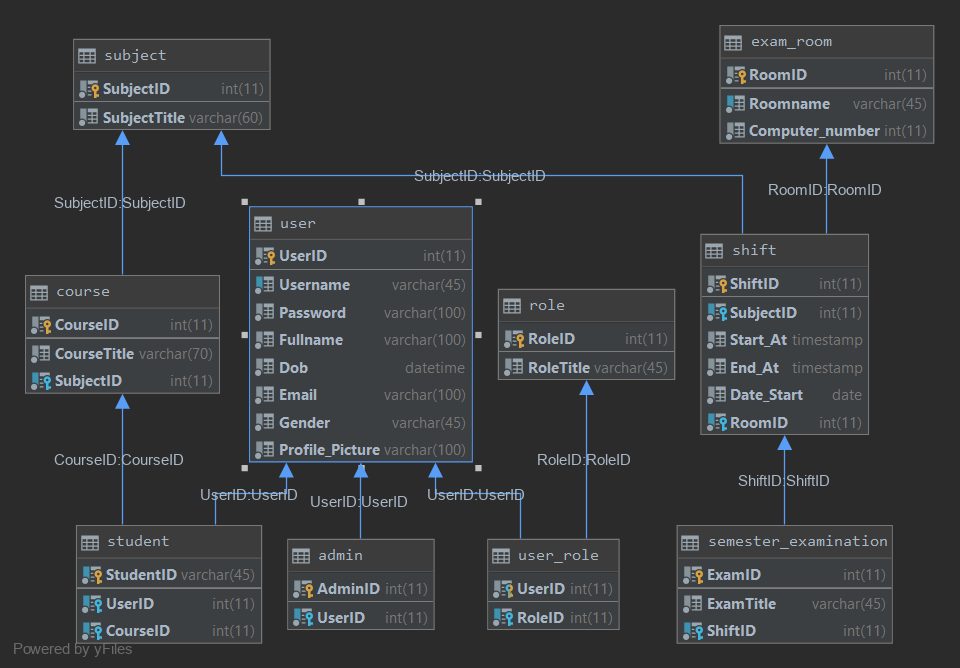 subject
SubjectID int(11)
SubjectTitle varchar(60)
exam_room
RoomID int(11)
Roomname varchar(45)
Computer_number int(11)
SubjectID:SubjectID
RoomID:RoomID
SubjectID:SubjectID
user
UserID int(11)
Username varchar(45)
Password varchar(100)
Fullname varchar(100)
Dob datetime
Email varchar(100)
Gender varchar(45)
Profile_Picture varchar(100)
shift
ShiftID int(11)
SubjectID int(11)
Start_At timestamp
End_At timestamp
Date_Start date
RoomID int(11)
course
CourseID int(11)
CourseTitle varchar(70)
SubjectID int(11)
role
RoleID int(11)
RoleTitle varchar(45)
CourseID:CourseID
UserID:UserID
UserID:UserID
UserID:UserID
RoleID:RoleID
ShiftID:ShiftID
student
StudentID varchar(45)
UserID int(11)
CourseID int(11)
admin
AdminID int(11)
UserID int(11)
user_role
UserID int(11)
RoleID int(11)
semester_examination
ExamID int(11)
ExamTitle varchar(45)
ShiftID int(11)
Powered by yFiles